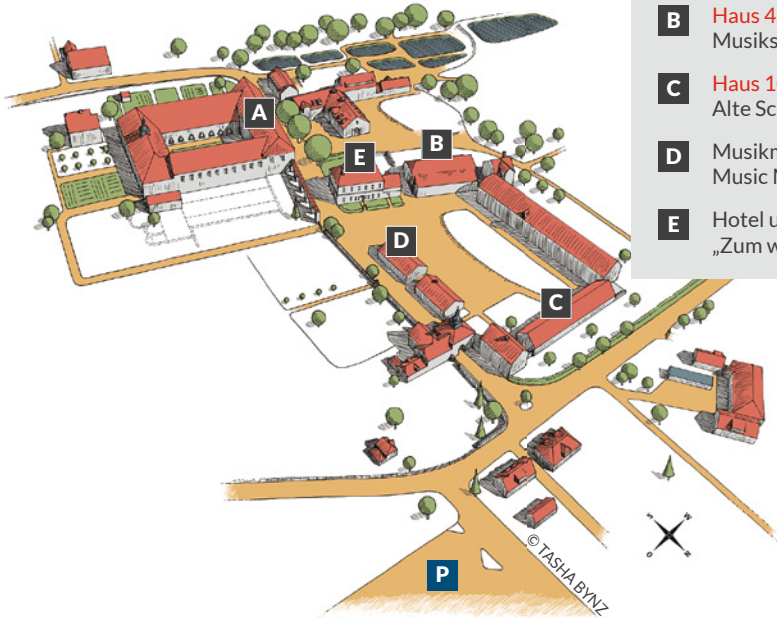 A
B
E
D
C
B Haus 4
Musiks
C Haus 1
Alte Sc
D Musikm
Music M
E Hotel u
„Zum w
S
W
O
N
© TASHA BYNZ
P